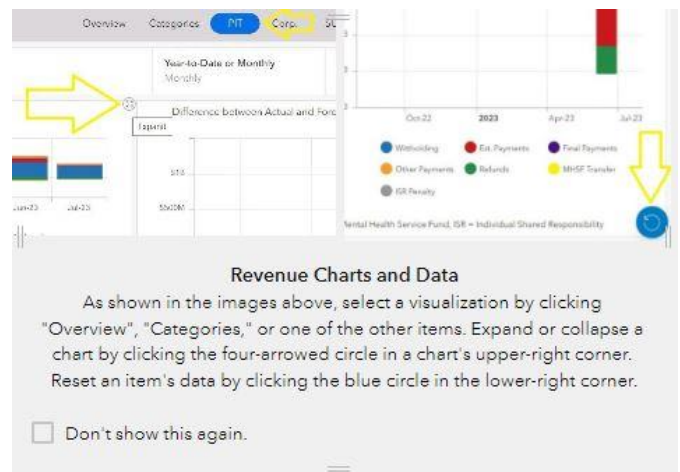 Overview Categories PIT Corp.
Year-to-Date or Monthly
Monthly
Difference between Actual and Fore
Expand
$1B
$500M
Jun-23 Jul-23
Oct-22 2023 Apr-23 Jul-23
Withholding Est. Payments Final Payments
Other Payments Refunds MHSF Transfer
ISR Penalty
Mental Health Service Fund, ISR = Individual Shared Responsibility
Revenue Charts and Data
As shown in the images above, select a visualization by clicking
"Overview", "Categories," or one of the other items. Expand or collapse a
chart by clicking the four-arrowed circle in a chart's upper-right corner.
Reset an item's data by clicking the blue circle in the lower-right corner.
Don't show this again.